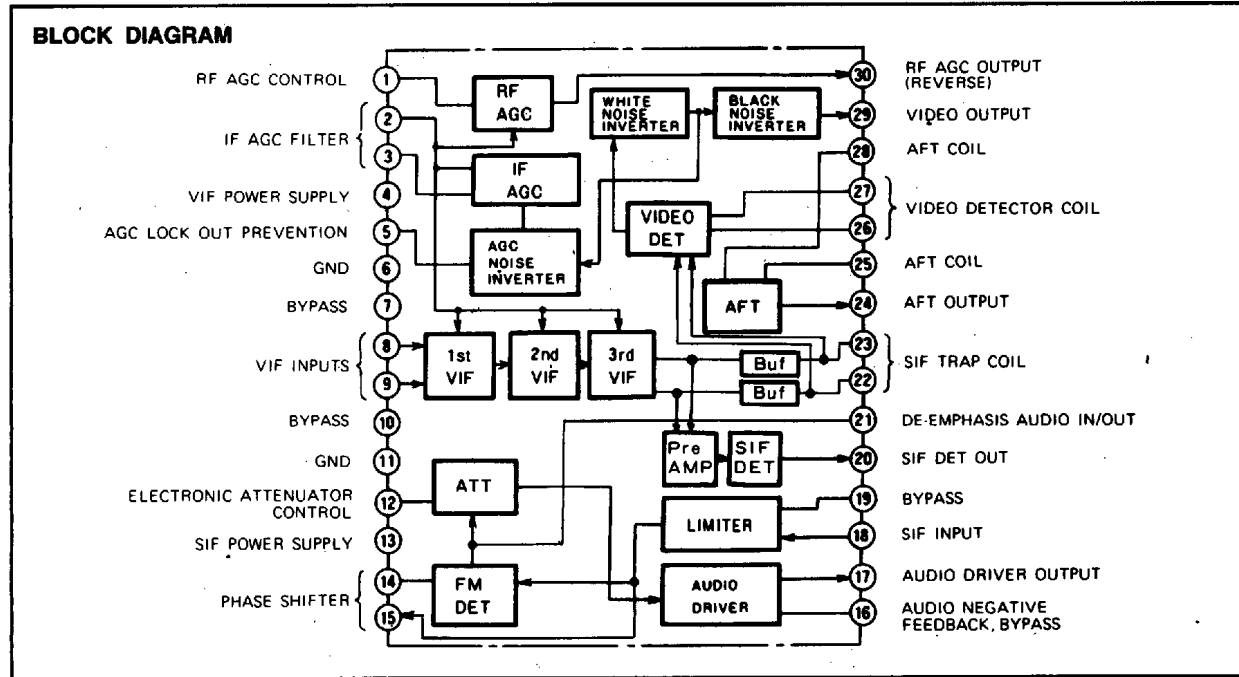 BLOCK DIAGRAM
RF AGC CONTROL
IF AGC FILTER
VIF POWER SUPPLY
AGC LOCK OUT PREVENTION
GND
BYPASS
VIF INPUTS
BYPASS
GND
ELECTRONIC ATTENUATOR
CONTROL
SIF POWER SUPPLY
PHASE SHIFTER
1
2
3
4
5
6
7
8
9
10
11
12
13
14
15
RF
AGC
IF
AGC
AGC
NOISE
INVERTER
WHITE
NOISE
INVERTER
BLACK
NOISE
INVERTER
VIDEO
DET
AFT
1st
VIF
2nd
VIF
3rd
VIF
Buf
Buf
Pre
AMP
SIF
DET
ATT
LIMITER
FM
DET
AUDIO
DRIVER
30
29
28
27
26
25
24
23
22
21
20
19
18
17
16
RF AGC OUTPUT
(REVERSE)
VIDEO OUTPUT
AFT COIL
VIDEO DETECTOR COIL
AFT COIL
AFT OUTPUT
SIF TRAP COIL
DE-EMPHASIS AUDIO IN/OUT
SIF DET OUT
BYPASS
SIF INPUT
AUDIO DRIVER OUTPUT
AUDIO NEGATIVE
FEEDBACK, BYPASS